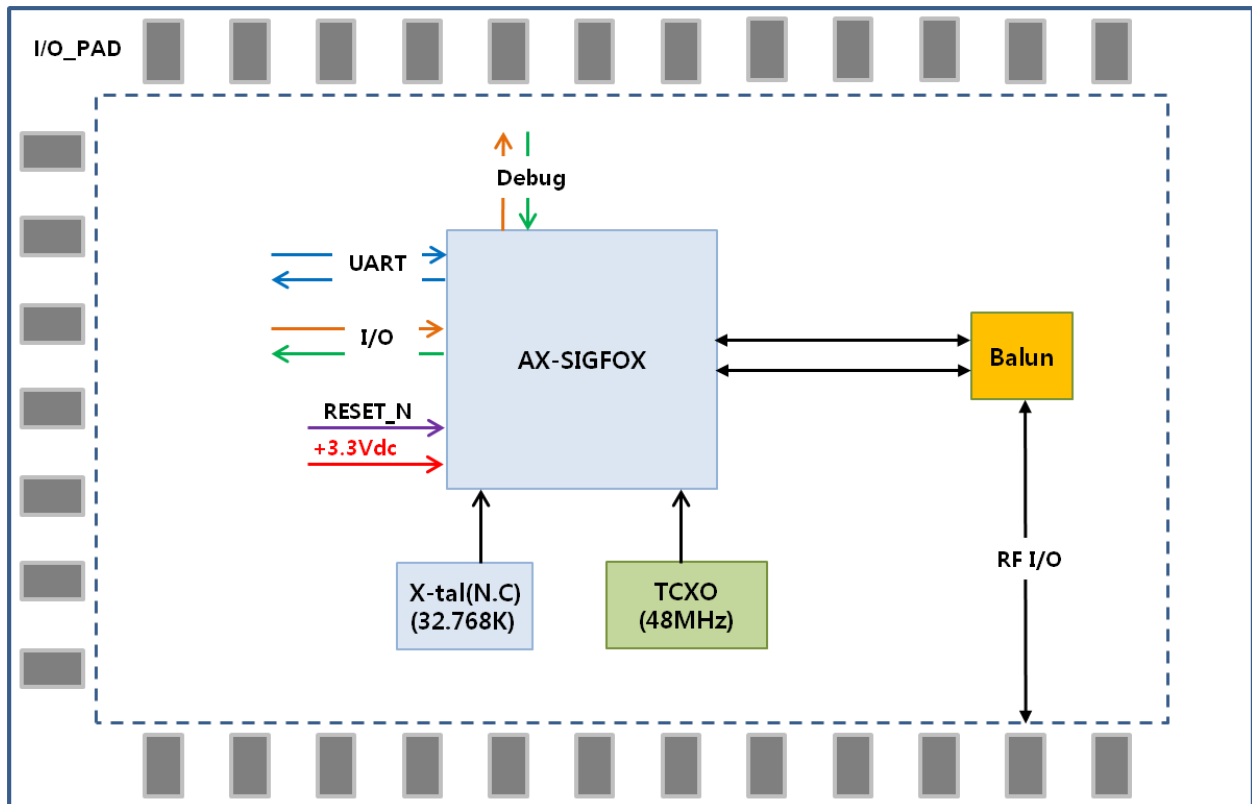 I/O_PAD
Debug
UART
I/O
AX-SIGFOX
Balun
RESET_N
+3.3Vdc
RF I/O
X-tal(N.C)
(32.768K)
TCXO
(48MHz)